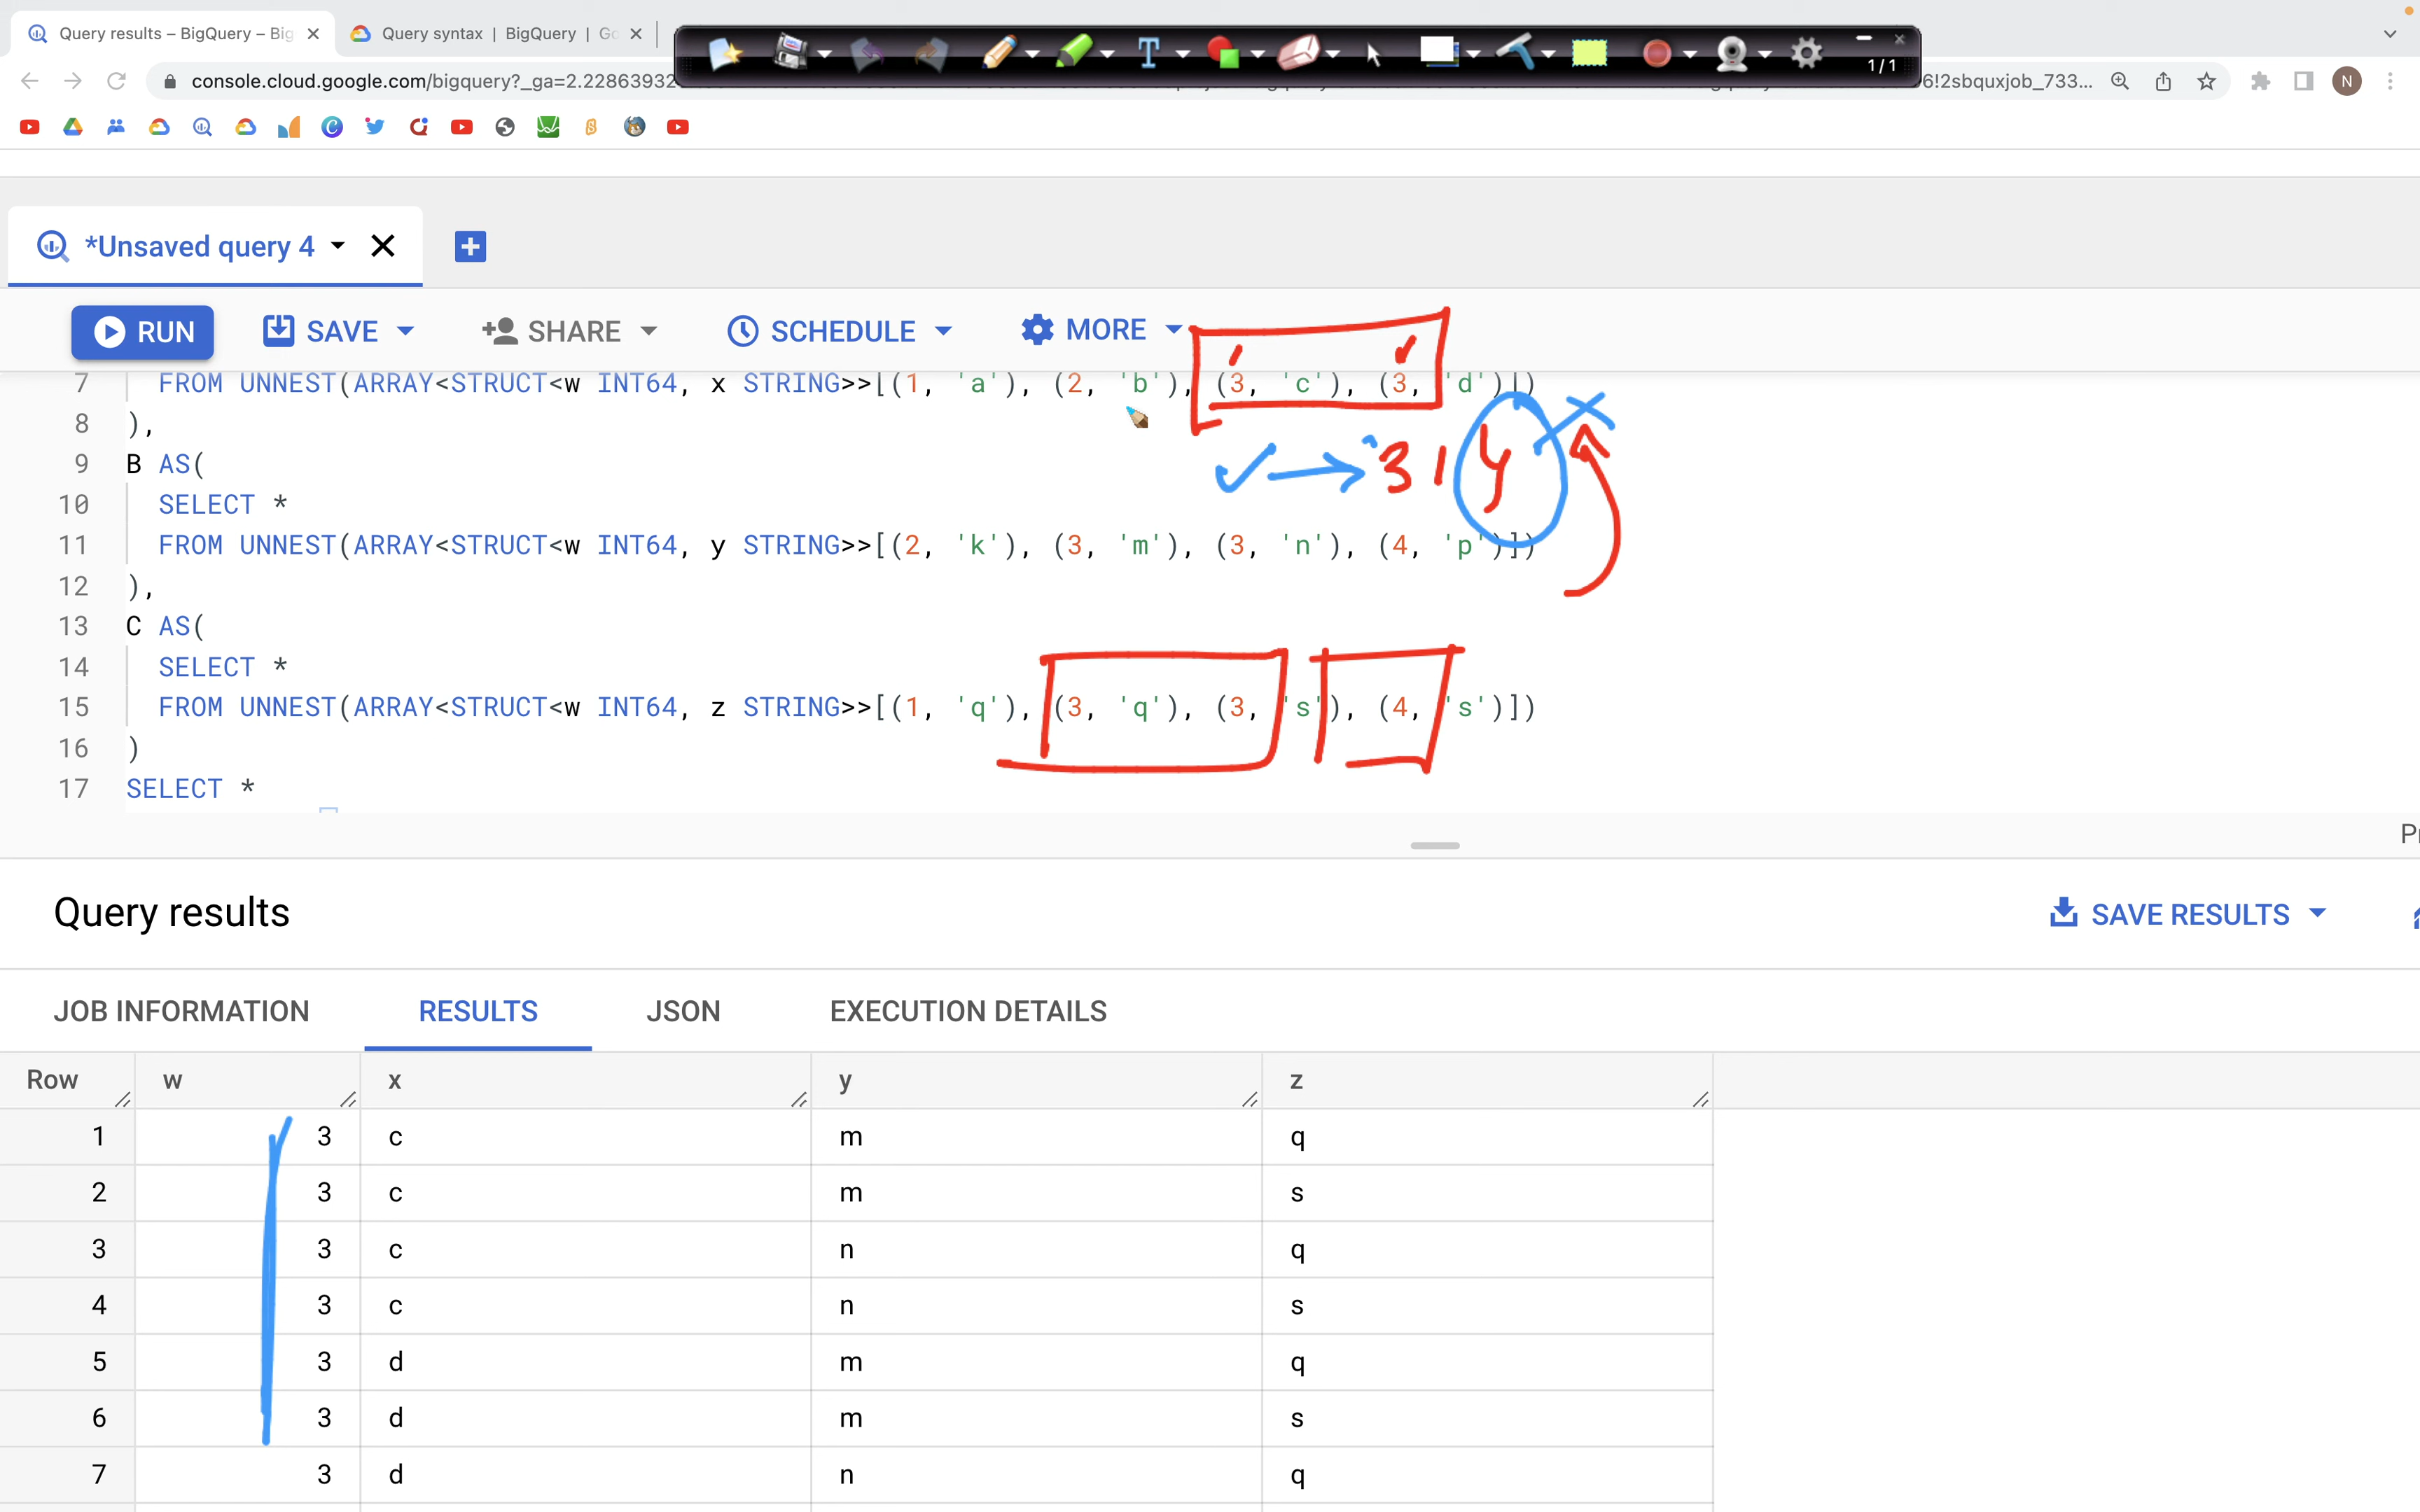 Query results – BigQuery – Big
Query syntax | BigQuery | Go
1/1
console.cloud.google.com/bigquery?_ga=2.22863932
6!2sbquxjob_733...
N
*Unsaved query 4
RUN SAVE SHARE SCHEDULE MORE
7 FROM UNNEST(ARRAY<STRUCT<w INT64, x STRING>>[(1, 'a'), (2, 'b'), (3, 'c'), (3, 'd')])
8 ),
3 1 y x
9 B AS(
10 SELECT *
11 FROM UNNEST(ARRAY<STRUCT<w INT64, y STRING>>[(2, 'k'), (3, 'm'), (3, 'n'), (4, 'p')])
12 ),
13 C AS(
14 SELECT *
15 FROM UNNEST(ARRAY<STRUCT<w INT64, z STRING>>[(1, 'q'), (3, 'q'), (3, 's'), (4, 's')])
16 )
17 SELECT *
Query results
SAVE RESULTS
JOB INFORMATION RESULTS JSON EXECUTION DETAILS
Row w x y z
1 3 c m q
2 3 c m s
3 3 c n q
4 3 c n s
5 3 d m q
6 3 d m s
7 3 d n q